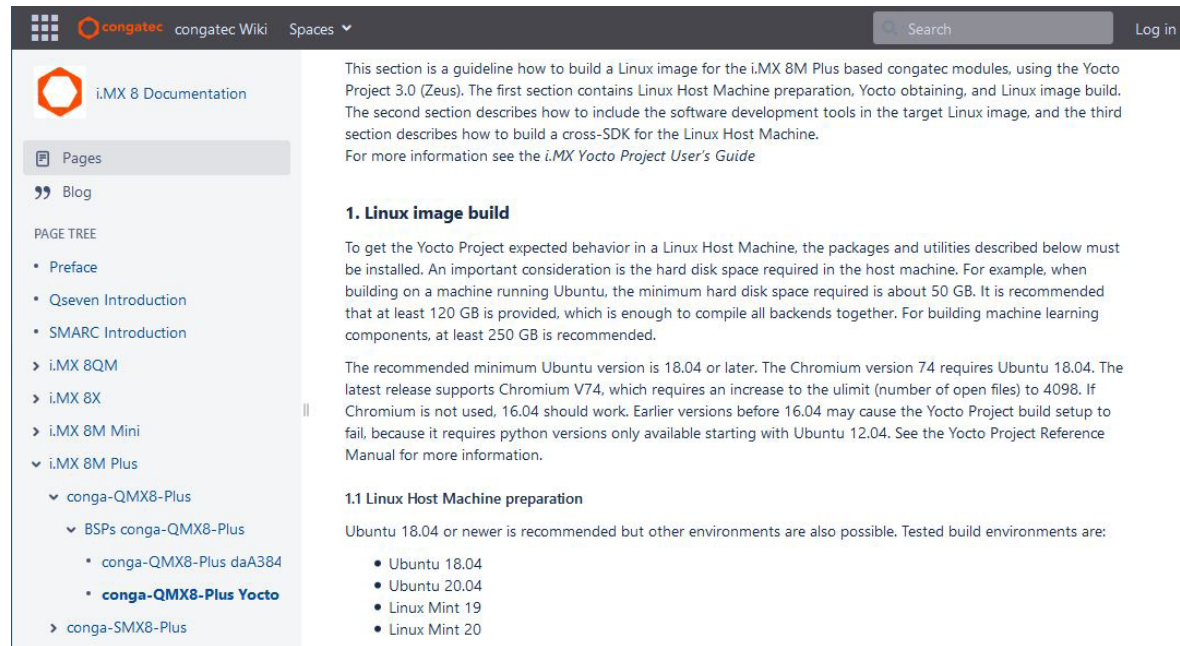 congatec congatec Wiki Spaces Search Log in
i.MX 8 Documentation
Pages
Blog
PAGE TREE
Preface
Qseven Introduction
SMARC Introduction
i.MX 8QM
i.MX 8X
i.MX 8M Mini
i.MX 8M Plus
conga-QMX8-Plus
BSPs conga-QMX8-Plus
conga-QMX8-Plus daA384
conga-QMX8-Plus Yocto
conga-SMX8-Plus
This section is a guideline how to build a Linux image for the i.MX 8M Plus based congatec modules, using the Yocto
Project 3.0 (Zeus). The first section contains Linux Host Machine preparation, Yocto obtaining, and Linux image build.
The second section describes how to include the software development tools in the target Linux image, and the third
section describes how to build a cross-SDK for the Linux Host Machine.
For more information see the i.MX Yocto Project User's Guide
1. Linux image build
To get the Yocto Project expected behavior in a Linux Host Machine, the packages and utilities described below must
be installed. An important consideration is the hard disk space required in the host machine. For example, when
building on a machine running Ubuntu, the minimum hard disk space required is about 50 GB. It is recommended
that at least 120 GB is provided, which is enough to compile all backends together. For building machine learning
components, at least 250 GB is recommended.
The recommended minimum Ubuntu version is 18.04 or later. The Chromium version 74 requires Ubuntu 18.04. The
latest release supports Chromium V74, which requires an increase to the ulimit (number of open files) to 4098. If
Chromium is not used, 16.04 should work. Earlier versions before 16.04 may cause the Yocto Project build setup to
fail, because it requires python versions only available starting with Ubuntu 12.04. See the Yocto Project Reference
Manual for more information.
1.1 Linux Host Machine preparation
Ubuntu 18.04 or newer is recommended but other environments are also possible. Tested build environments are:
Ubuntu 18.04
Ubuntu 20.04
Linux Mint 19
Linux Mint 20